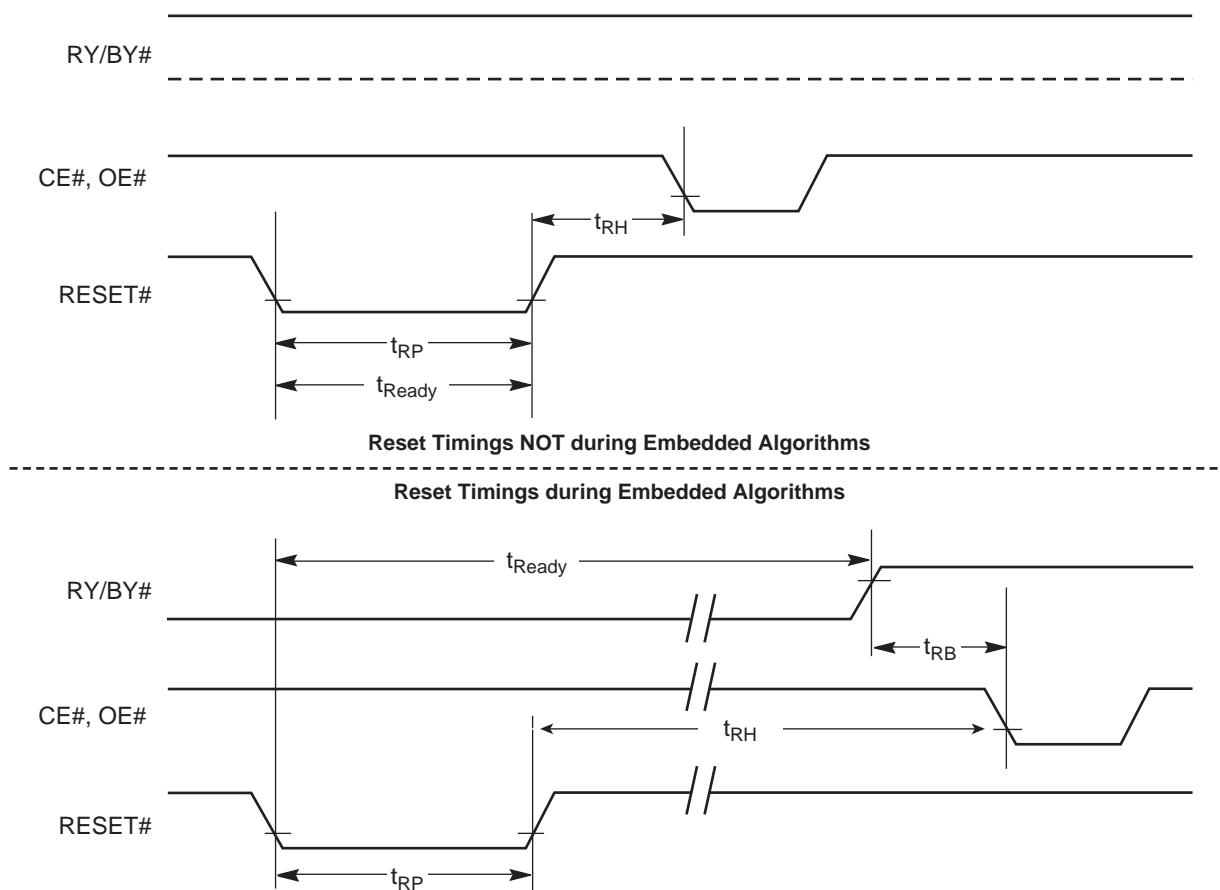 RY/BY#
CE#, OE#
tRH
RESET#
tRP
tReady
Reset Timings NOT during Embedded Algorithms
Reset Timings during Embedded Algorithms
tReady
RY/BY#
tRB
CE#, OE#
tRH
RESET#
tRP